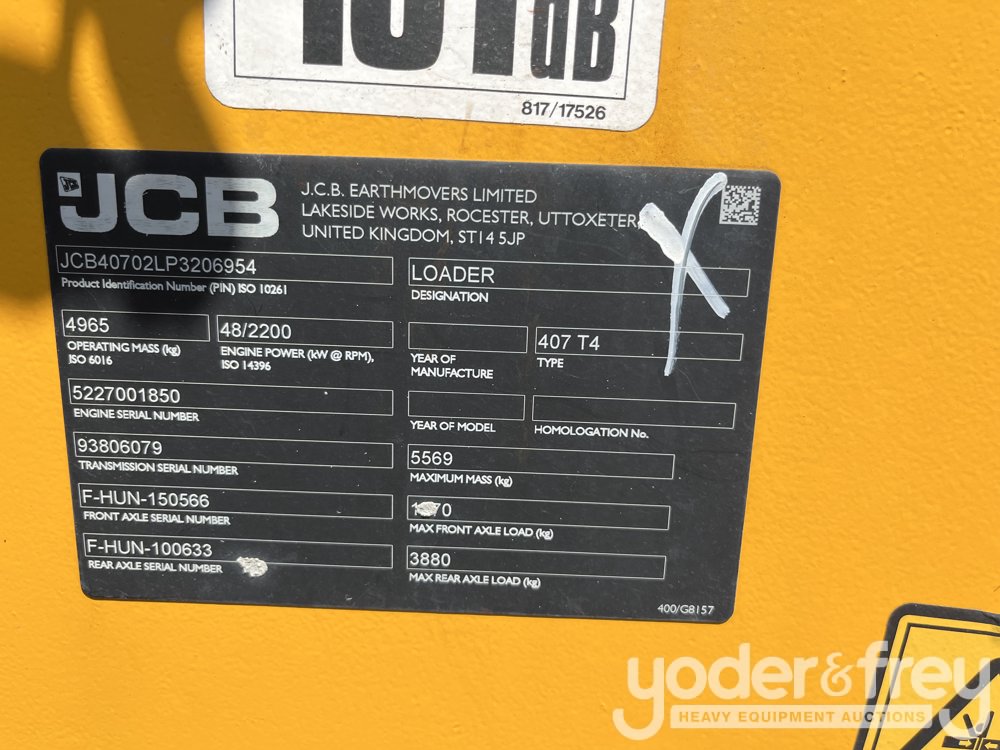 101 dB
817/17526
JCB
J.C.B. EARTHMOVERS LIMITED
LAKESIDE WORKS, ROCESTER, UTTOXETER,
UNITED KINGDOM, ST14 5JP
JCB40702LP3206954
Product Identification Number (PIN) ISO 10261
LOADER
DESIGNATION
4965
OPERATING MASS (kg)
ISO 6016
48/2200
ENGINE POWER (kW @ RPM),
ISO 14396
YEAR OF
MANUFACTURE
407 T4
TYPE
5227001850
ENGINE SERIAL NUMBER
YEAR OF MODEL
HOMOLOGATION No.
93806079
TRANSMISSION SERIAL NUMBER
5569
MAXIMUM MASS (kg)
F-HUN-150566
FRONT AXLE SERIAL NUMBER
MAX FRONT AXLE LOAD (kg)
F-HUN-100633
REAR AXLE SERIAL NUMBER
3880
MAX REAR AXLE LOAD (kg)
400/G8157
yoder&frey
HEAVY EQUIPMENT AUCTIONS